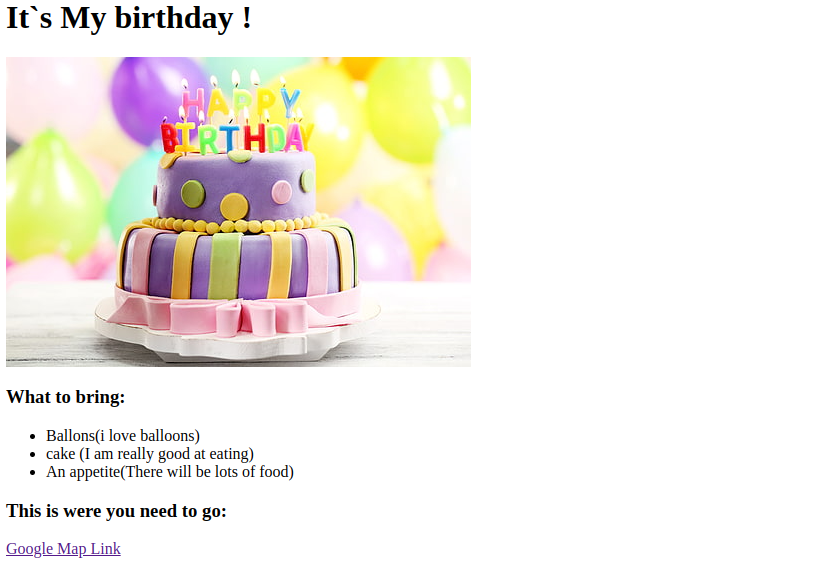 It`s My birthday !
HAPPY
BIRTHDAY
What to bring:
Ballons(i love balloons)
cake (I am really good at eating)
An appetite(There will be lots of food)
This is were you need to go:
Google Map Link